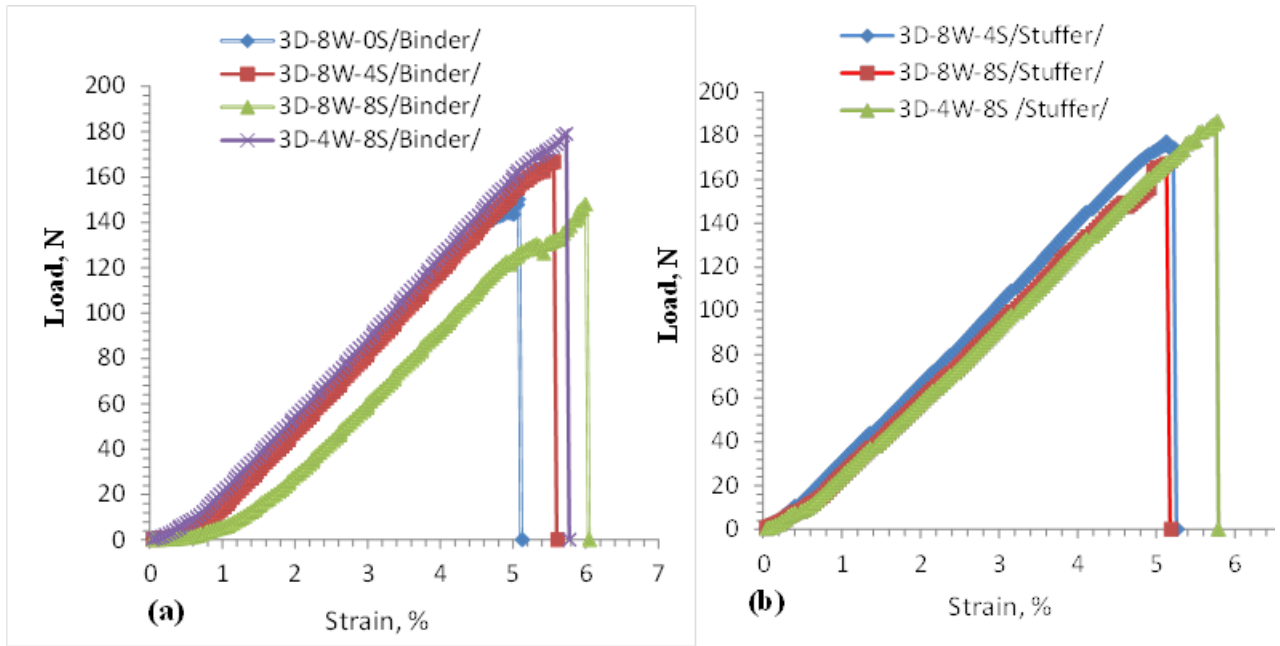 3D-8W-0S/Binder/
3D-8W-4S/Binder/
3D-8W-8S/Binder/
3D-4W-8S/Binder/
200
180
160
140
120
100
80
60
40
20
0
Load, N
0 1 2 3 4 5 6 7
(a)
Strain, %
3D-8W-4S/Stuffer/
3D-8W-8S/Stuffer/
3D-4W-8S /Stuffer/
200
180
160
140
120
100
80
60
40
20
0
Load, N
0 1 2 3 4 5 6
(b)
Strain, %